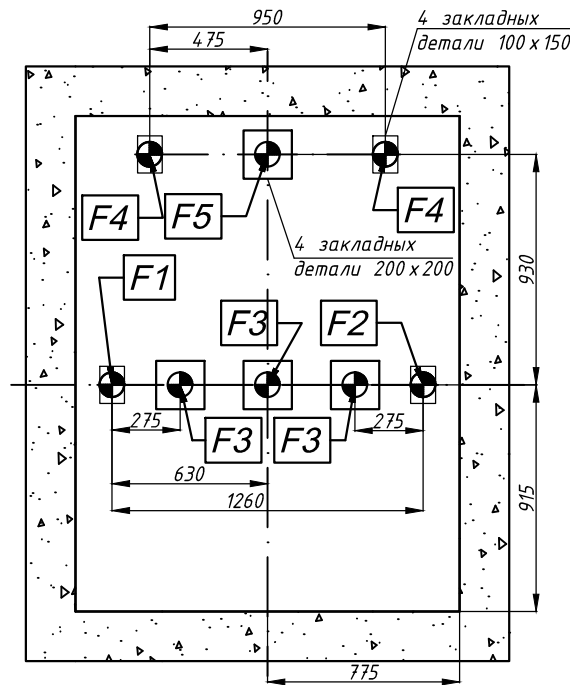 950
4 закладных
детали 100 x 150
475
F4
F5
F4
4 закладных
детали 200 x 200
930
F1
F3
F2
275
F3
F3
275
630
1260
915
775